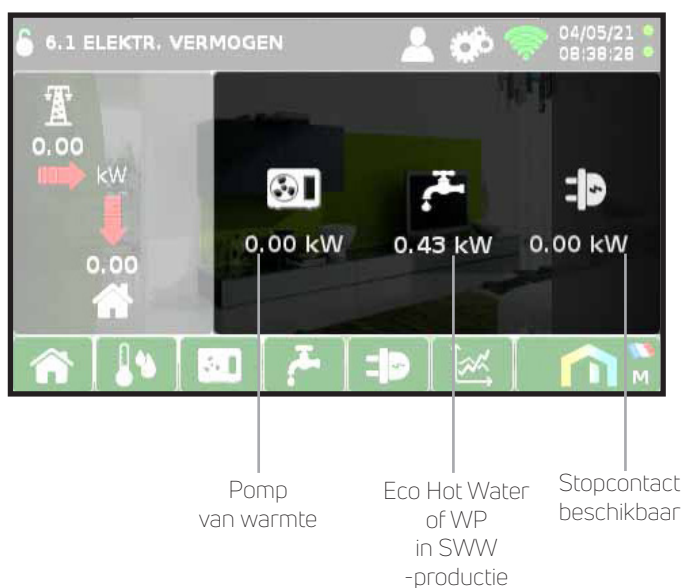 6.1 ELEKTR. VERMOGEN
04/05/21
08:38:28
0.00
kW
0.00
0.00 kW
0.43 kW
0.00 kW
M
Pomp
van warmte
Eco Hot Water
of WP
in SWW
-productie
Stopcontact
beschikbaar